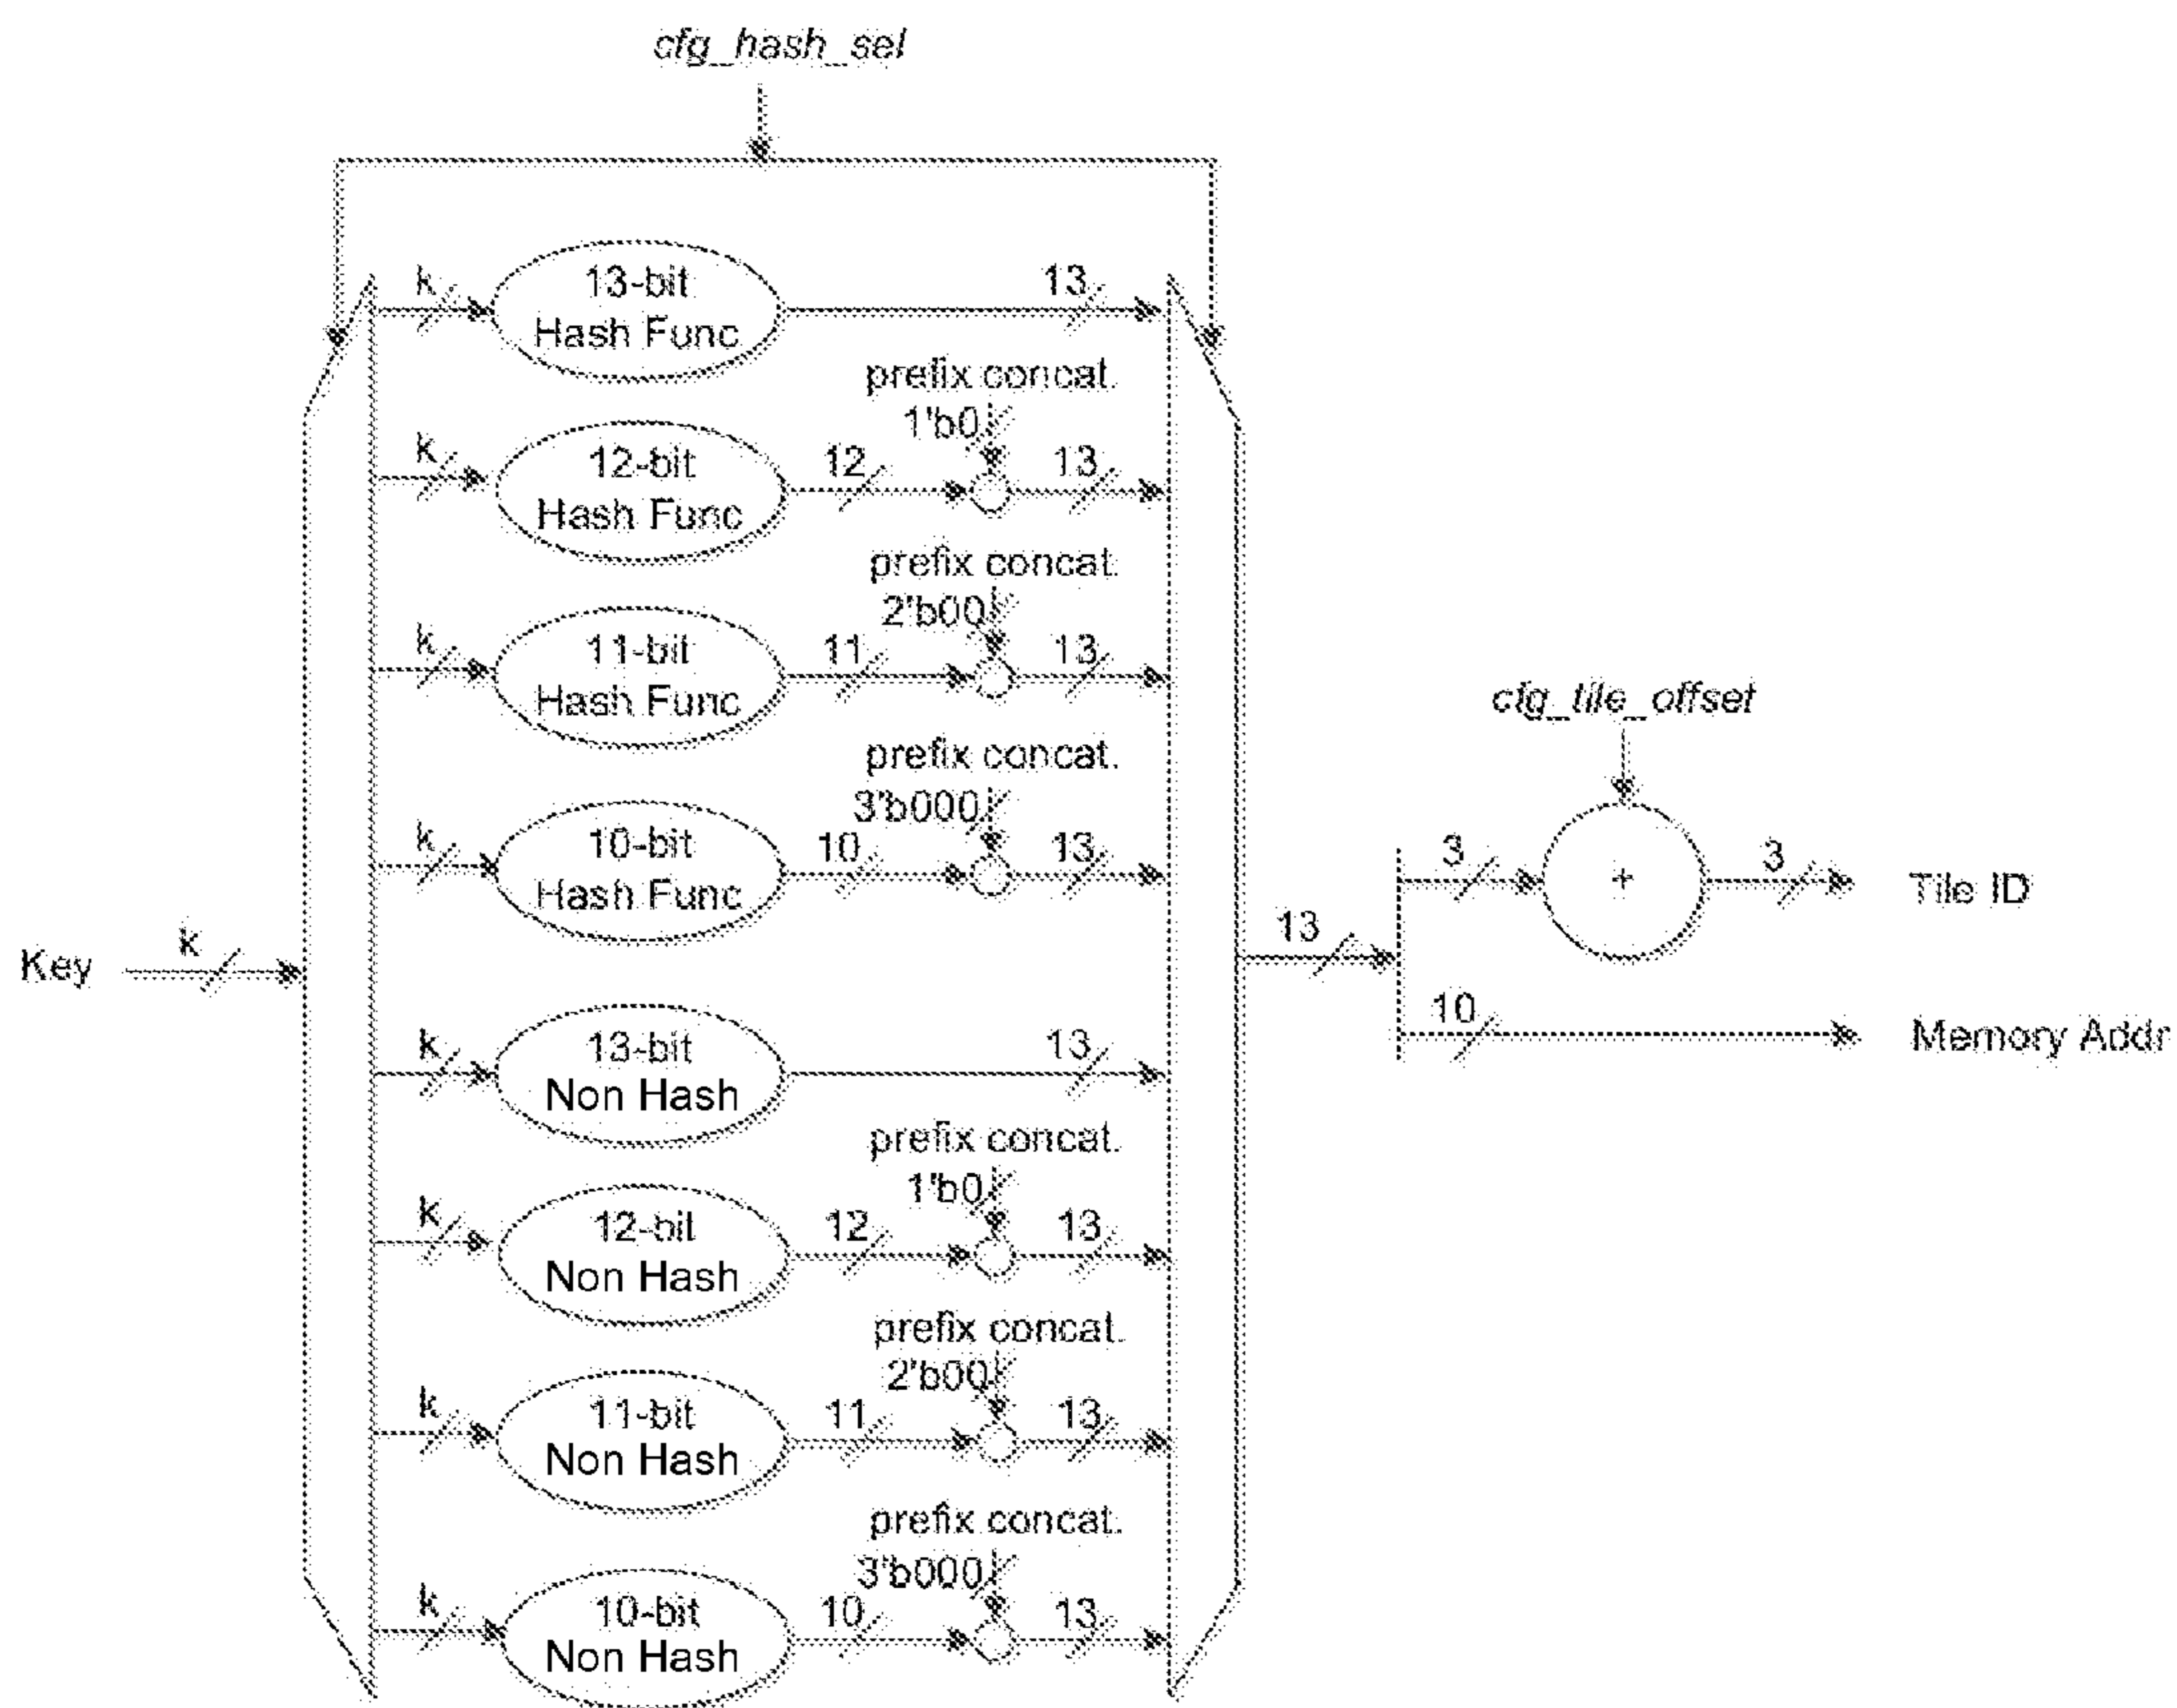 cfg_hash_sel
k
13-bit
Hash Func
13
prefix concat.
1'b0
k
12-bit
Hash Func
12
13
prefix concat.
2'b00
k
11-bit
Hash Func
11
13
prefix concat.
3'b000
k
10-bit
Hash Func
10
13
Key
k
k
13-bit
Non Hash
13
prefix concat.
1'b0
k
12-bit
Non Hash
12
13
prefix concat.
2'b00
k
11-bit
Non Hash
11
13
prefix concat.
3'b000
k
10-bit
Non Hash
10
13
13
cfg_tile_offset
3
+
3
Tile ID
10
Memory Addr